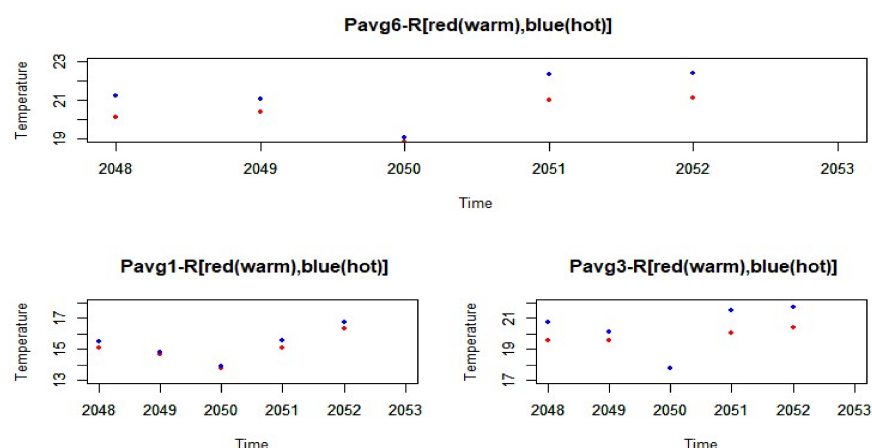 Pavg6-R[red(warm),blue(hot)]
Temperature
23
21
19
2048 2049 2050 2051 2052 2053
Time
Pavg1-R[red(warm),blue(hot)]
Temperature
17
15
13
2048 2049 2050 2051 2052 2053
Time
Pavg3-R[red(warm),blue(hot)]
Temperature
21
19
17
2048 2049 2050 2051 2052 2053
Time